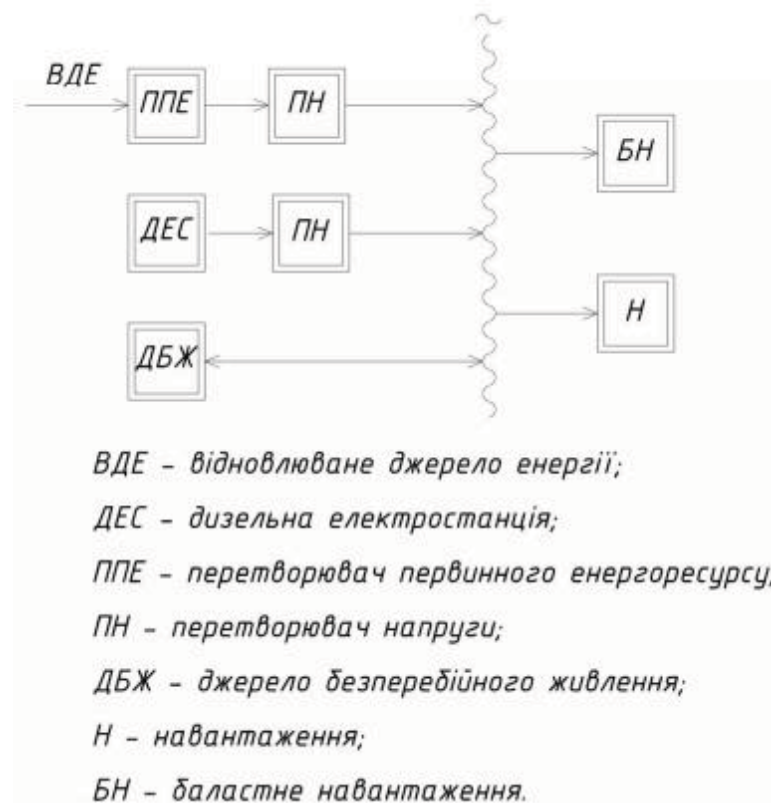 ВДЕ
ППЕ
ПН
БН
ДЕС
ПН
Н
ДБЖ
ВДЕ - відновлюване джерело енергії;
ДЕС - дизельна електростанція;
ППЕ - перетворювач первинного енергоресурсу;
ПН - перетворювач напруги;
ДБЖ - джерело безперебійного живлення;
Н - навантаження;
БН - баластне навантаження.